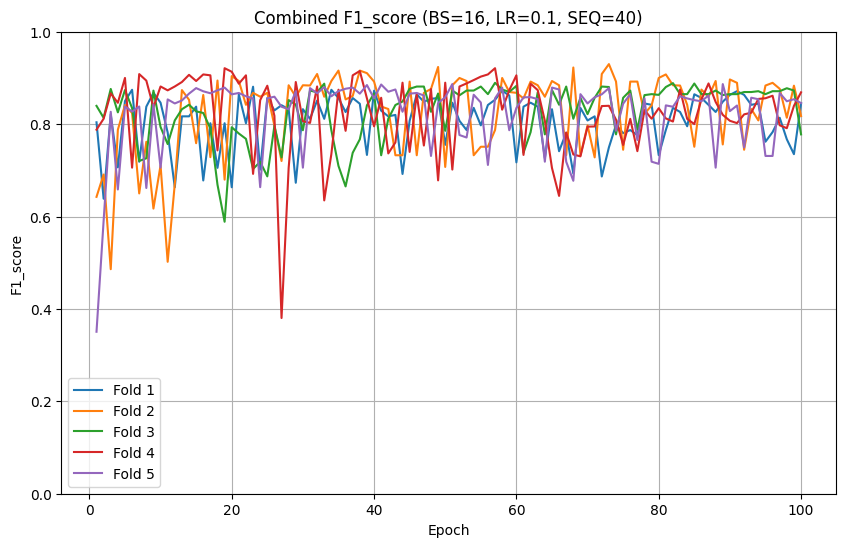 Combined F1_score (BS=16, LR=0.1, SEQ=40)
1.0
0.8
0.6
0.4
0.2
0.0
F1_score
Fold 1
Fold 2
Fold 3
Fold 4
Fold 5
0 20 40 60 80 100
Epoch